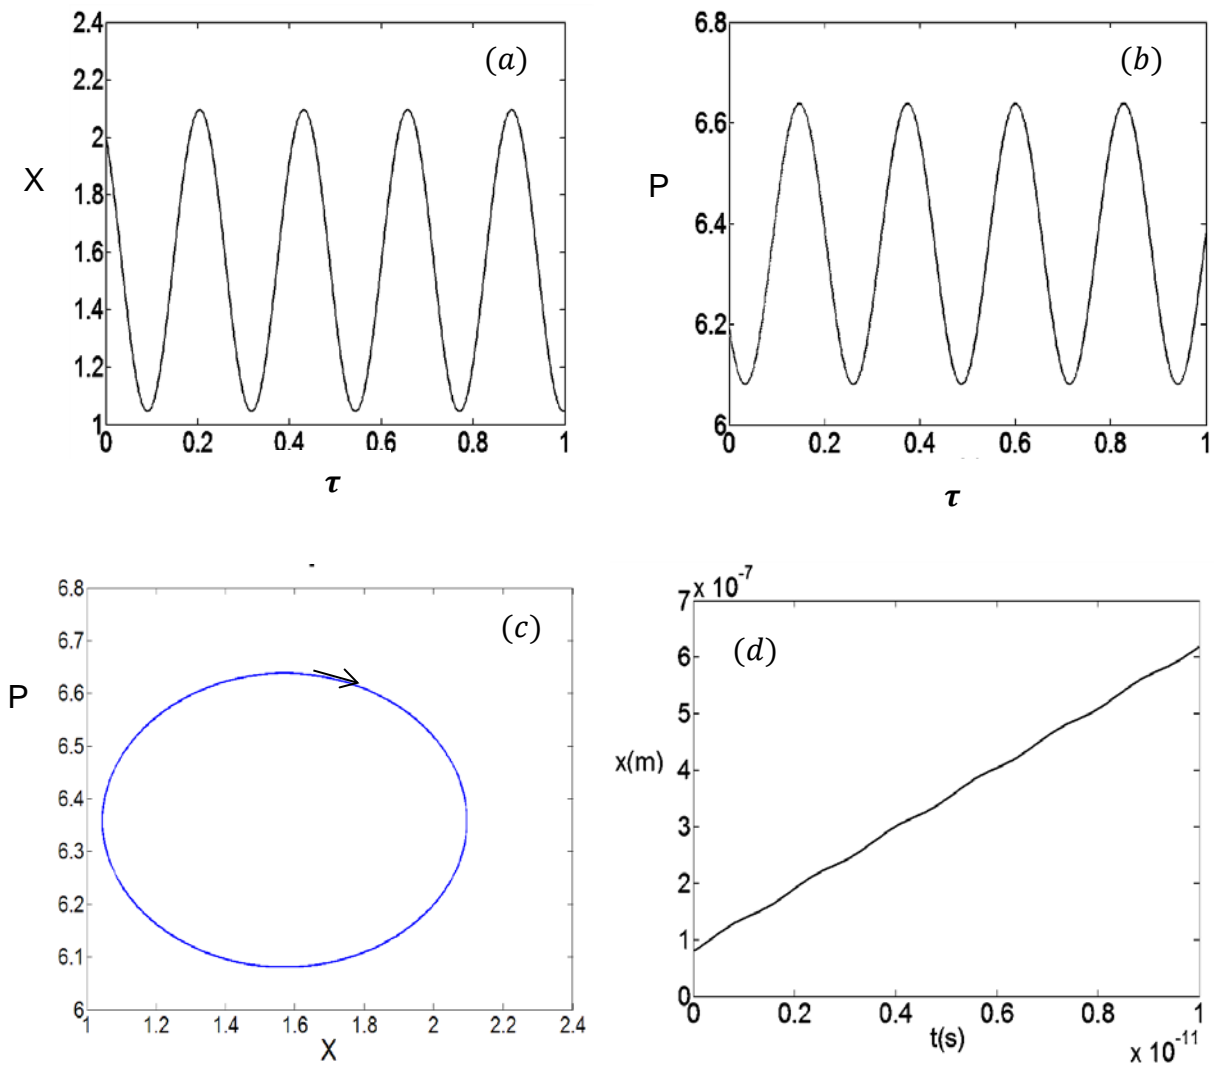 2.4
(a)
2.2
2
X
1.8
1.6
1.4
1.2
1
0 0.2 0.4 0.6 0.8 1
τ
6.8
(b)
6.6
P
6.4
6.2
6
0 0.2 0.4 0.6 0.8 1
τ
6.8
(c)
6.7
P
6.6
6.5
6.4
6.3
6.2
6.1
6
1 1.2 1.4 1.6 1.8 2 2.2 2.4
X
7 x 10⁻⁷
(d)
6
5
x(m)
4
3
2
1
0
0 0.2 0.4 0.6 0.8 1
t(s)
x 10⁻¹¹